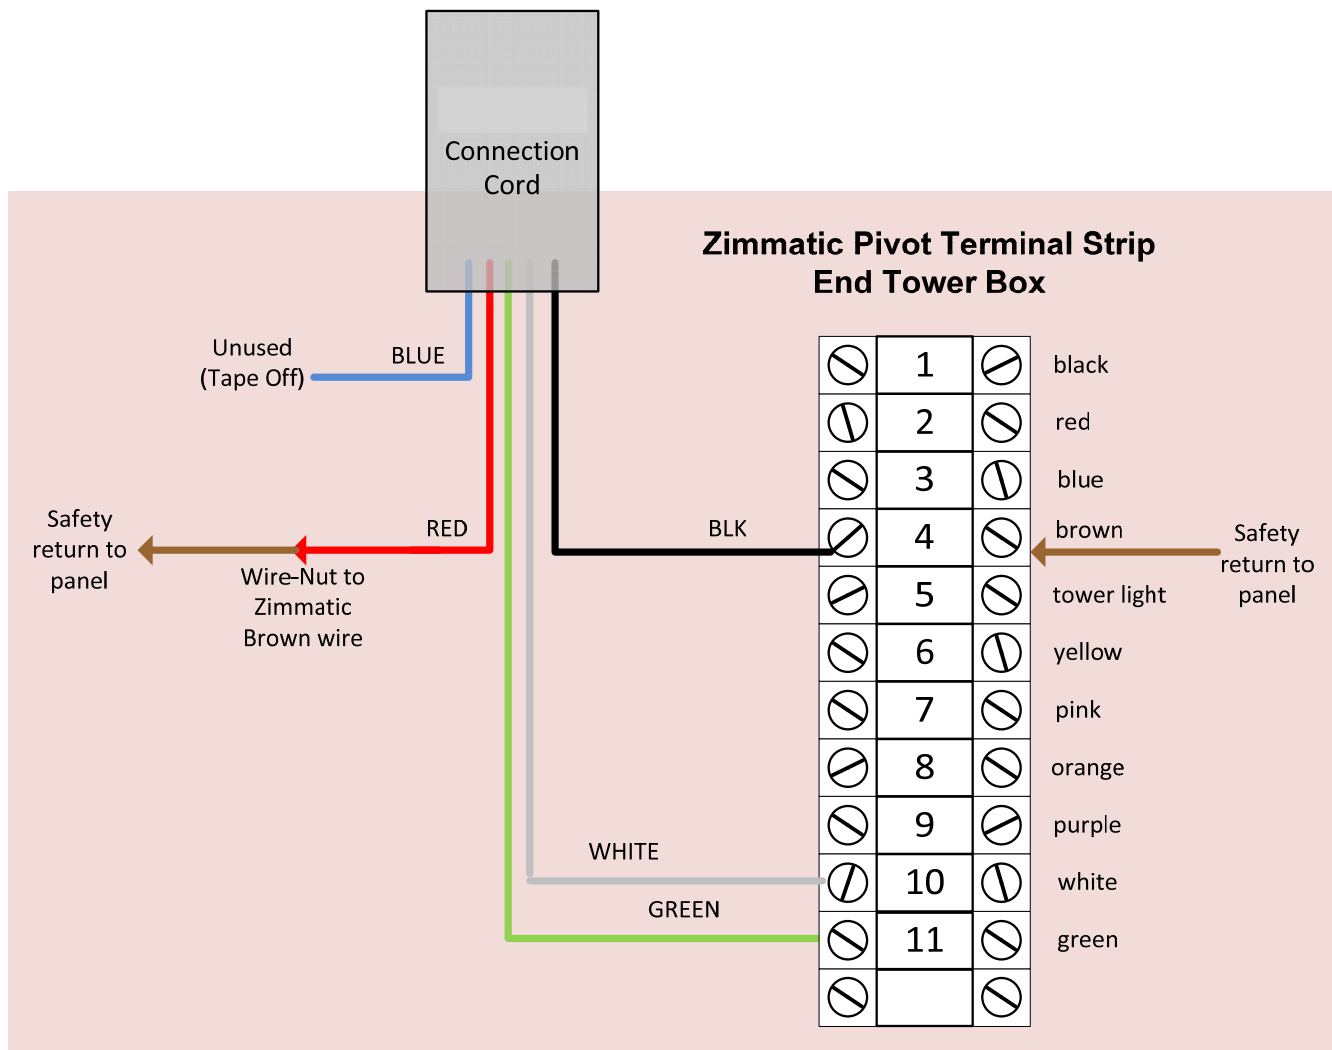 Connection
Cord
Zimmatic Pivot Terminal Strip
End Tower Box
Unused
(Tape Off)
BLUE
Safety
return to
panel
RED
Wire-Nut to
Zimmatic
Brown wire
BLK
WHITE
GREEN
1 black
2 red
3 blue
4 brown
5 tower light
6 yellow
7 pink
8 orange
9 purple
10 white
11 green
Safety
return to
panel